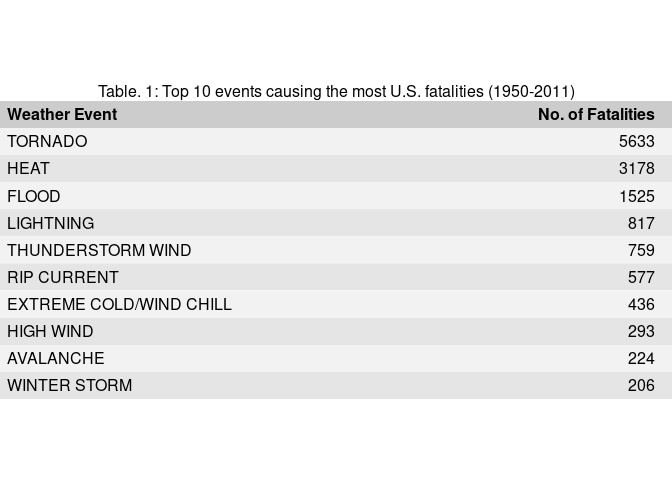 Table. 1: Top 10 events causing the most U.S. fatalities (1950-2011)
Weather Event No. of Fatalities
TORNADO 5633
HEAT 3178
FLOOD 1525
LIGHTNING 817
THUNDERSTORM WIND 759
RIP CURRENT 577
EXTREME COLD/WIND CHILL 436
HIGH WIND 293
AVALANCHE 224
WINTER STORM 206